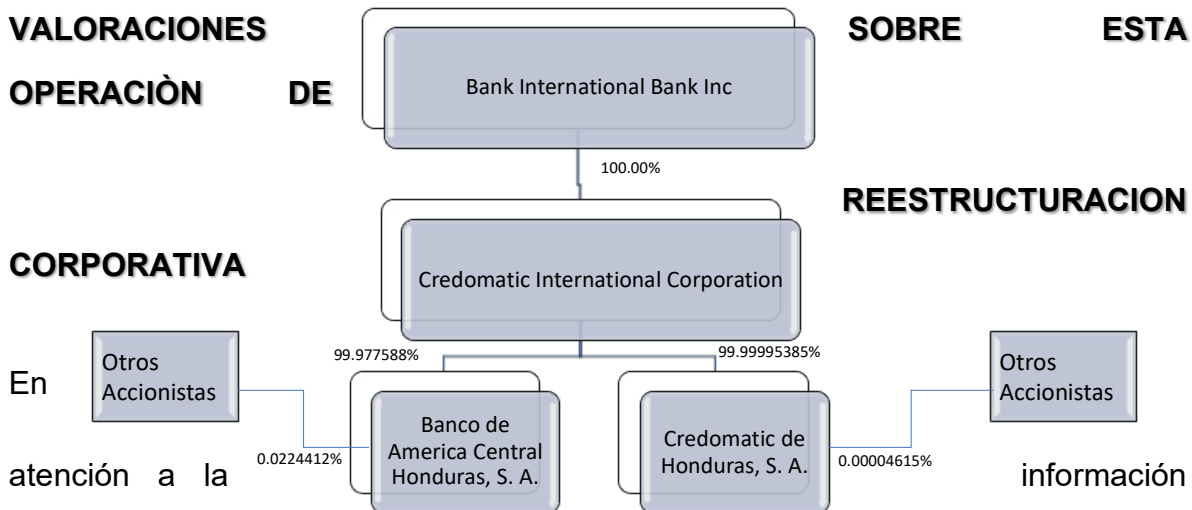 VALORACIONES SOBRE ESTA
OPERACIÒN DE
Bank International Bank Inc
100.00%
REESTRUCTURACION
CORPORATIVA
Credomatic International Corporation
99.977588%
99.99995385%
En
Otros
Accionistas
Otros
Accionistas
Banco de
America Central
Honduras, S. A.
Credomatic de
Honduras, S. A.
0.0224412%
0.00004615%
atención a la información